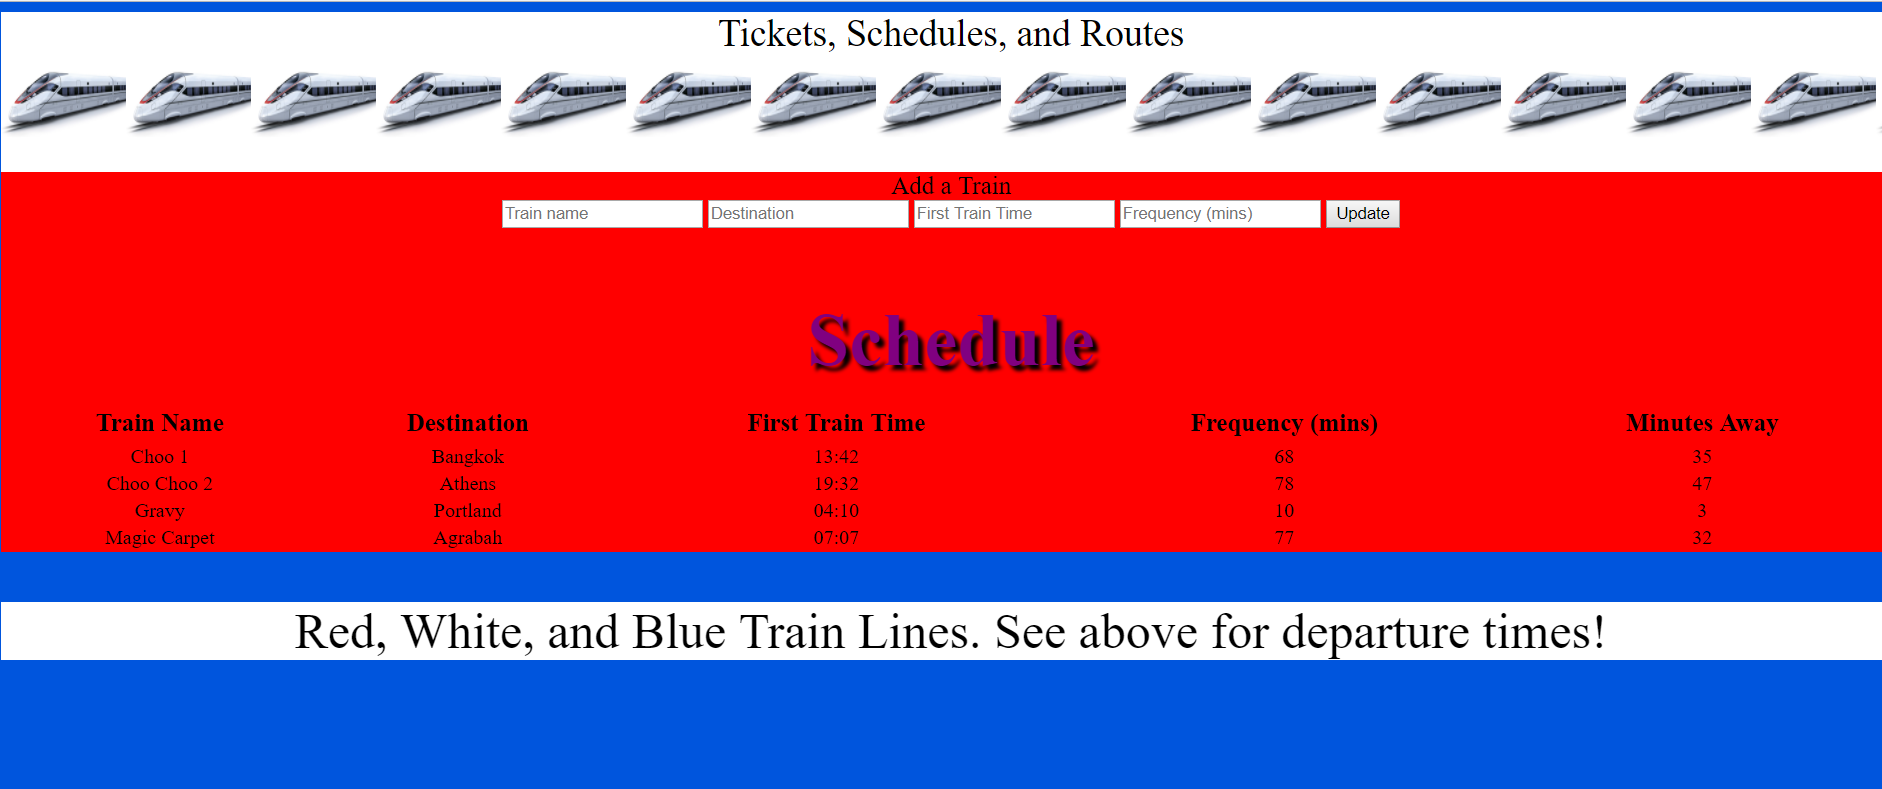 Tickets, Schedules, and Routes
Add a Train
Train name Destination First Train Time Frequency (mins) Update
Schedule
Train Name Destination First Train Time Frequency (mins) Minutes Away
Choo 1 Bangkok 13:42 68 35
Choo Choo 2 Athens 19:32 78 47
Gravy Portland 04:10 10 3
Magic Carpet Agrabah 07:07 77 32
Red, White, and Blue Train Lines. See above for departure times!